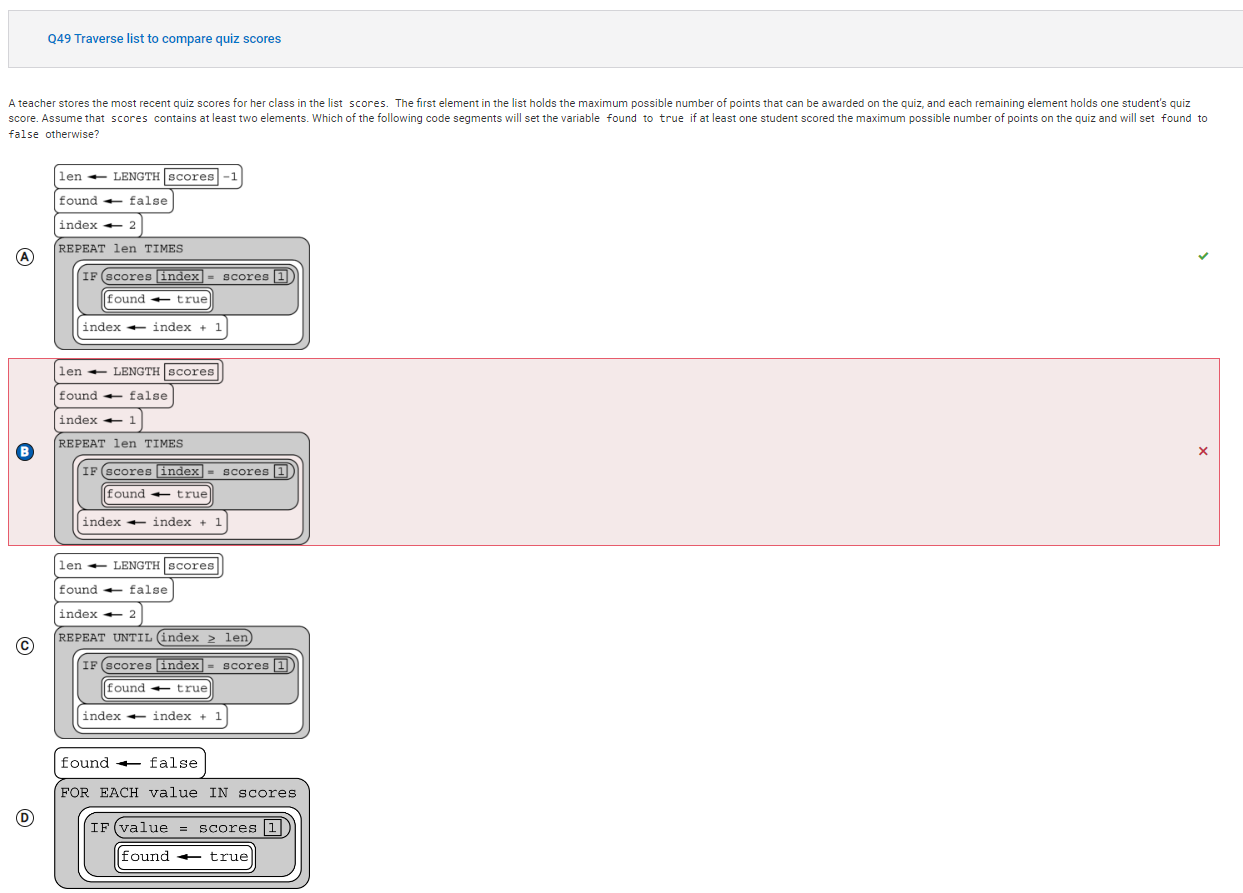 Q49 Traverse list to compare quiz scores
A teacher stores the most recent quiz scores for her class in the list scores. The first element in the list holds the maximum possible number of points that can be awarded on the quiz, and each remaining element holds one student's quiz
score. Assume that scores contains at least two elements. Which of the following code segments will set the variable found to true if at least one student scored the maximum possible number of points on the quiz and will set found to
false otherwise?
len ← LENGTH scores -1
found ← false
index ← 2
REPEAT len TIMES
A
IF scores index = scores 1
found ← true
index ← index + 1
len ← LENGTH scores
found ← false
index ← 1
REPEAT len TIMES
B
IF scores index = scores 1
found ← true
index ← index + 1
len ← LENGTH scores
found ← false
index ← 2
REPEAT UNTIL index ≥ len
C
IF scores index = scores 1
found ← true
index ← index + 1
found ← false
FOR EACH value IN scores
D
IF value = scores 1
found ← true